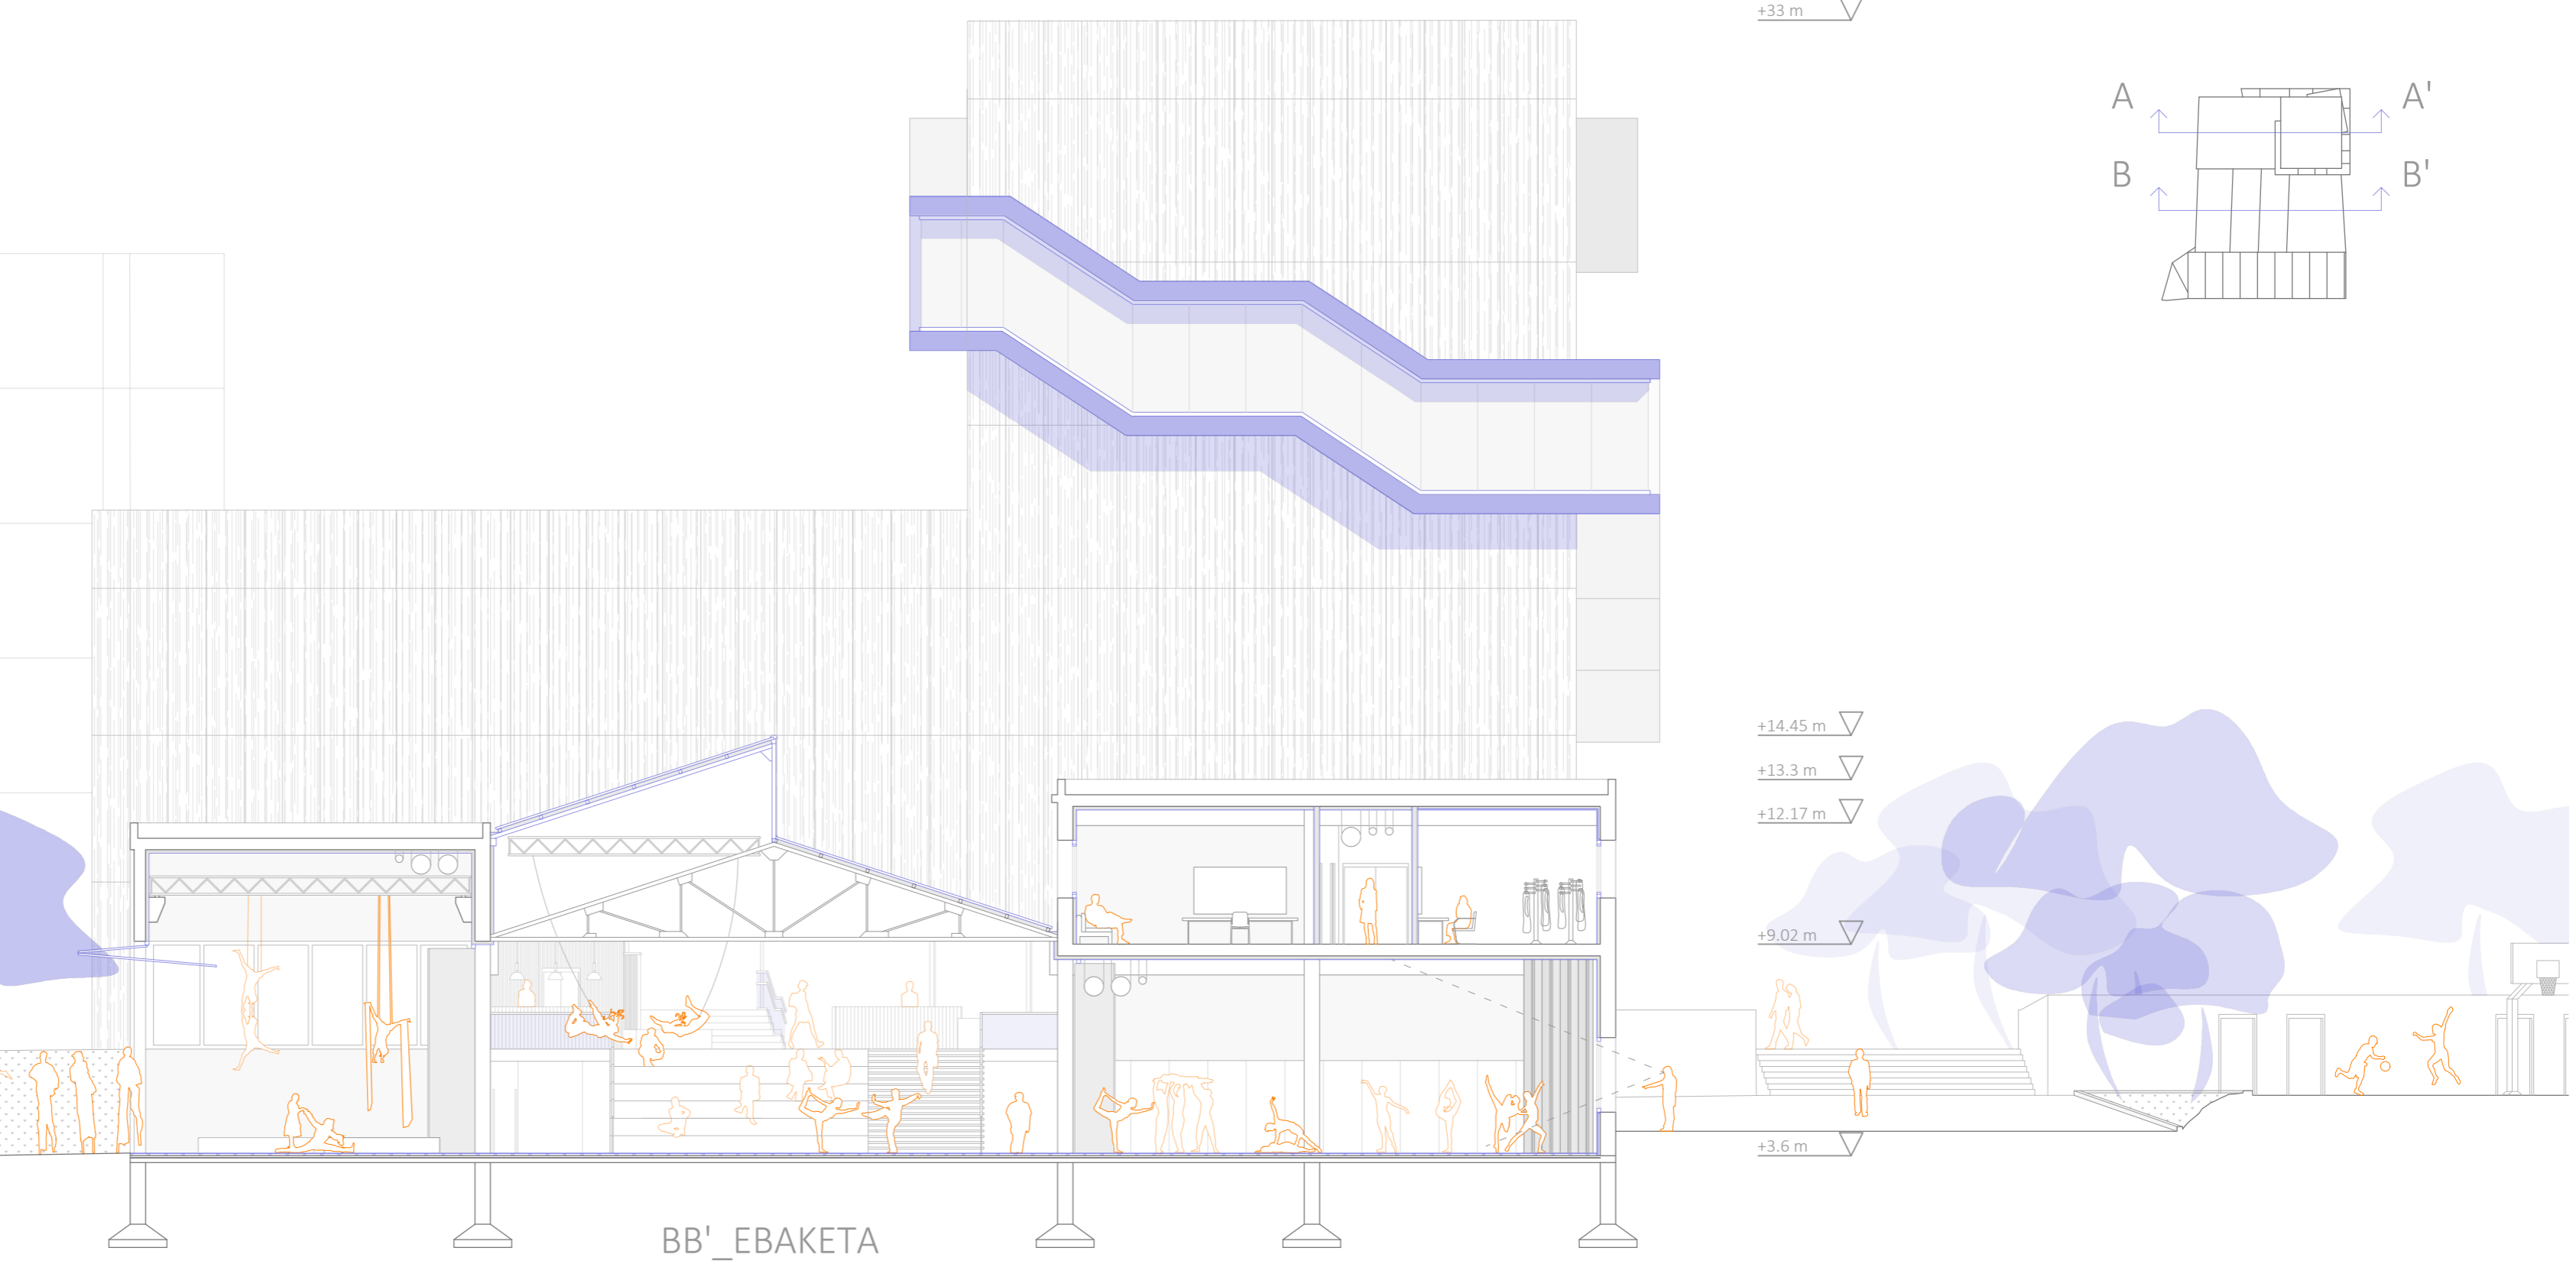 +33 m
A A'
B B'
+14.45 m
+13.3 m
+12.17 m
+9.02 m
+3.6 m
BB'_EBAKETA